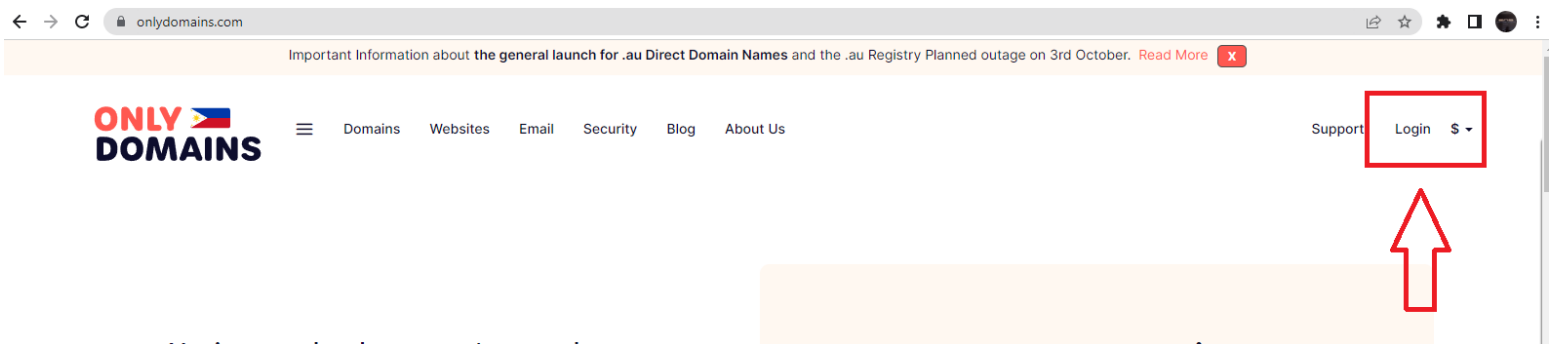 onlydomains.com
Important Information about the general launch for .au Direct Domain Names and the .au Registry Planned outage on 3rd October. Read More X
ONLY
DOMAINS
Domains Websites Email Security Blog About Us Support Login $